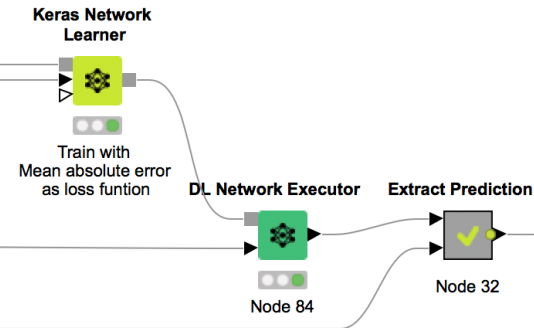 Keras Network
Learner
Train with
Mean absolute error
as loss funtion
DL Network Executor
Extract Prediction
Node 84
Node 32